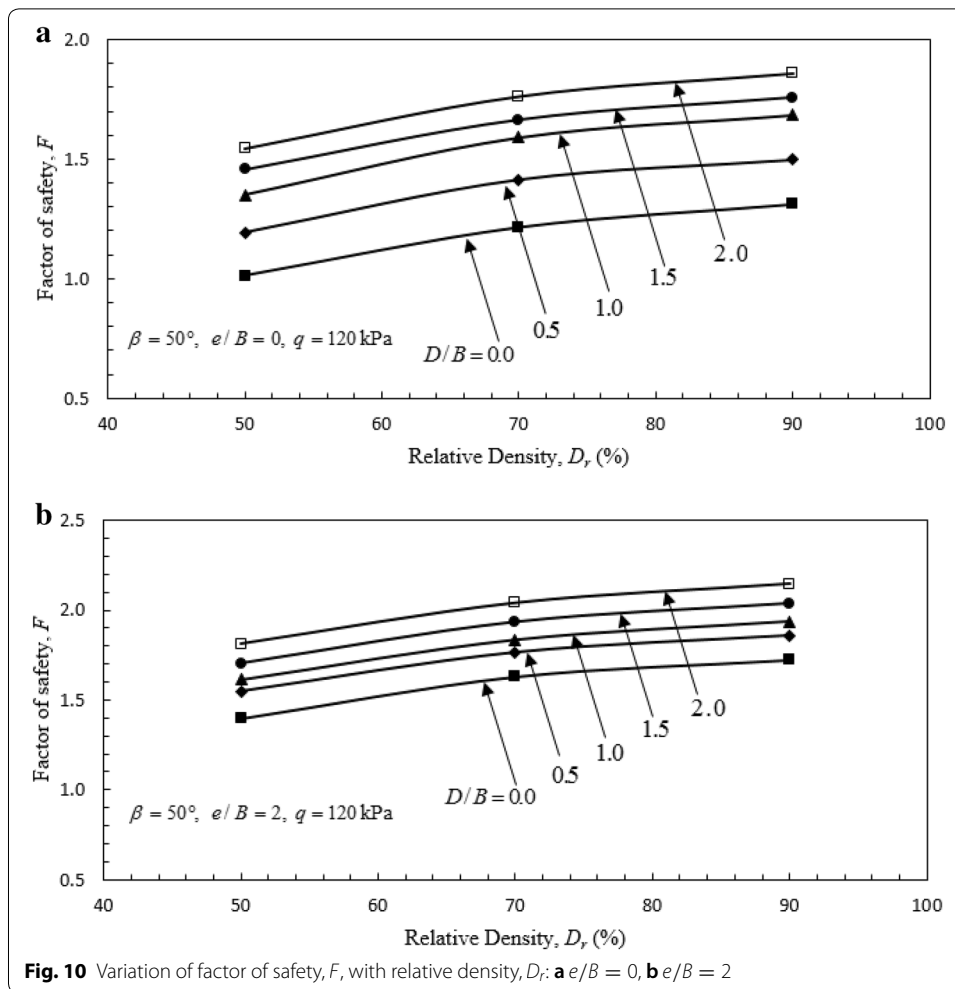 a
2.0
1.5
1.0
0.5
Factor of safety, F
2.0
1.5
1.0
0.5
D/B=0.0
β = 50°, e/B = 0, q = 120 kPa
40 50 60 70 80 90 100
Relative Density, Dr (%)
b
2.5
2.0
1.5
1.0
0.5
Factor of safety, F
2.0
1.5
1.0
0.5
D/B=0.0
β = 50°, e/B = 2, q = 120 kPa
40 50 60 70 80 90 100
Relative Density, Dr (%)
Fig. 10 Variation of factor of safety, F, with relative density, Dr: a e/B = 0, b e/B = 2